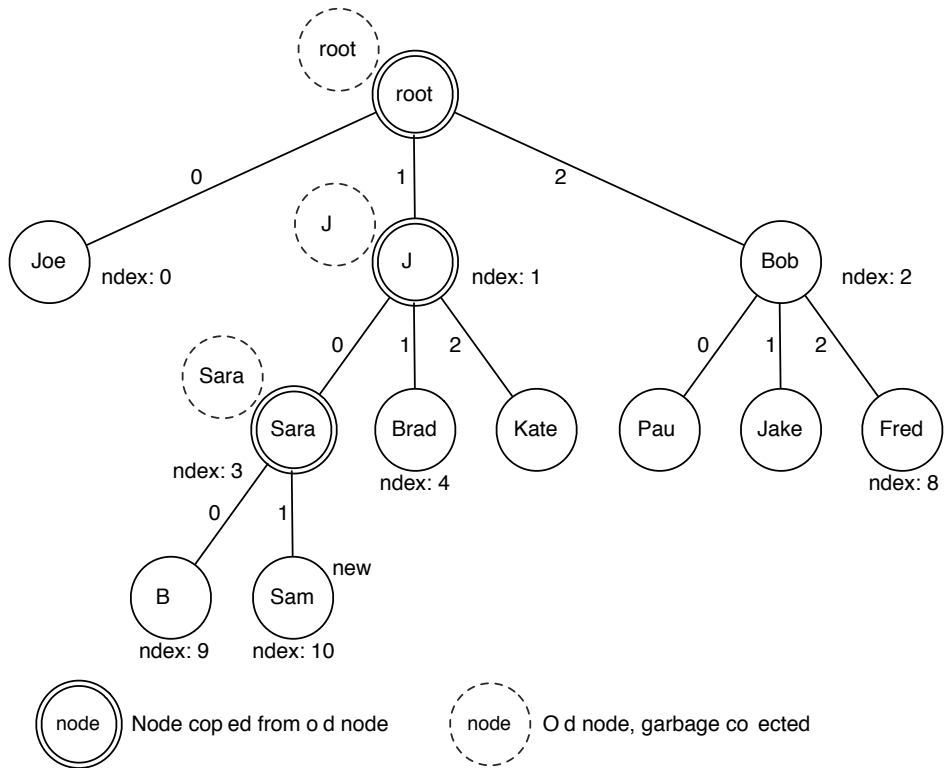 root
root
0
1
2
J
Joe
J
Bob
ndex: 0
ndex: 1
ndex: 2
0
1
2
0
1
2
Sara
Sara
Brad
Kate
Pau
Jake
Fred
ndex: 3
ndex: 4
ndex: 8
0
1
new
B
Sam
ndex: 9
ndex: 10
node
Node cop ed from o d node
node
O d node, garbage co ected